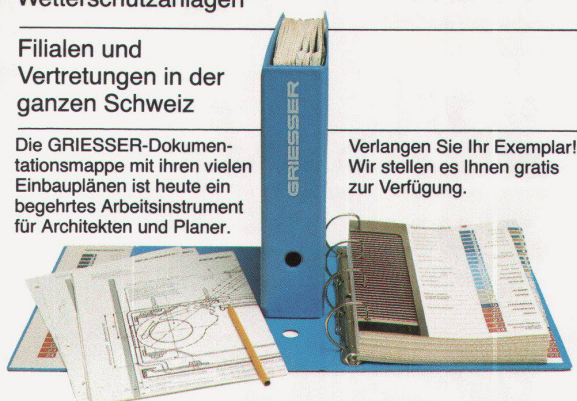 Wetterschutzanlagen
Filialen und
Vertretungen in der
ganzen Schweiz
Die GRIESSER-Dokumen-
tationsmappe mit ihren vielen
Einbauplänen ist heute ein
begehrtes Arbeitsinstrument
für Architekten und Planer.
GRIESSER
Verlangen Sie Ihr Exemplar!
Wir stellen es Ihnen gratis
zur Verfügung.